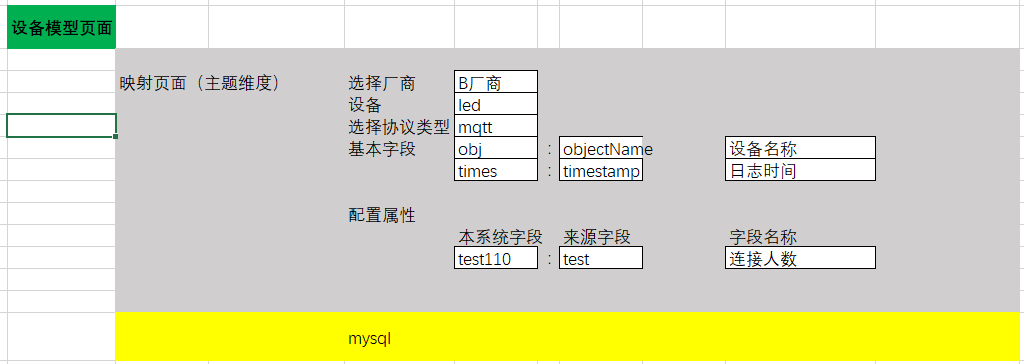 设备模型页面
映射页面（主题维度） 选择厂商 B厂商
设备 led
选择协议类型 mqtt
基本字段 obj : objectName 设备名称
times : timestamp 日志时间
配置属性
本系统字段 来源字段 字段名称
test110 : test 连接人数
mysql